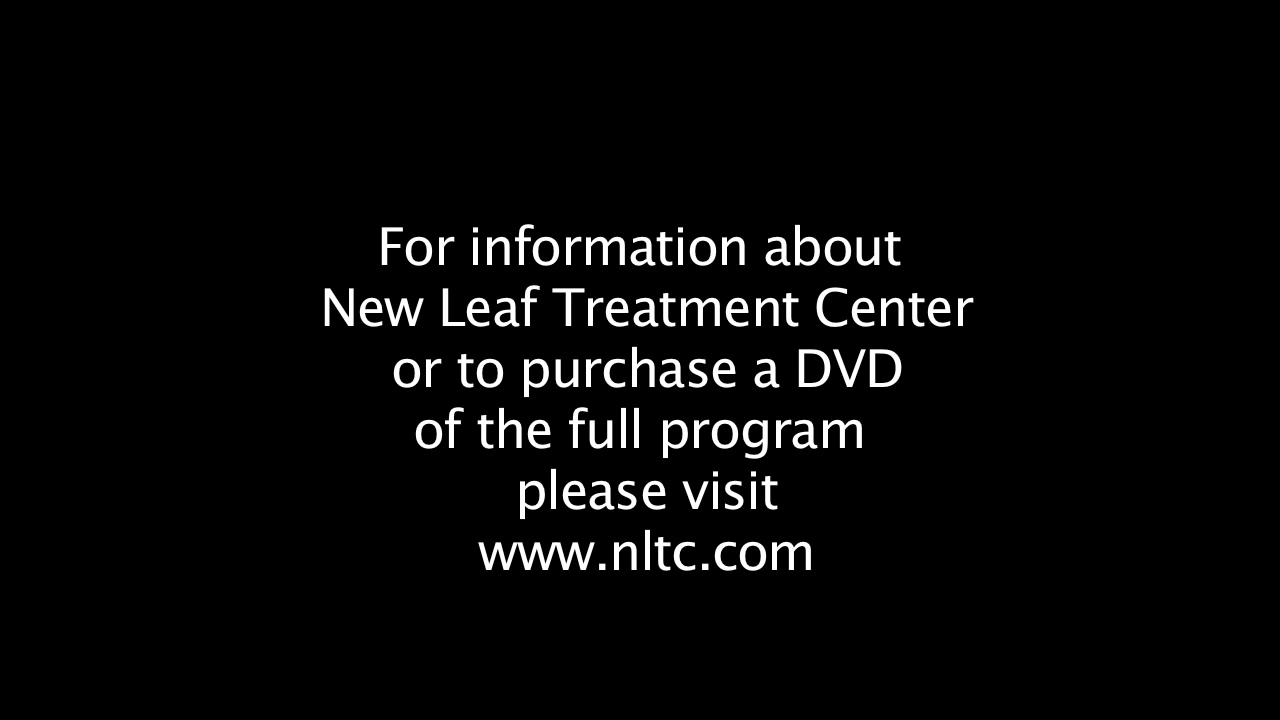 For information about
New Leaf Treatment Center
or to purchase a DVD
of the full program
please visit
www.nltc.com